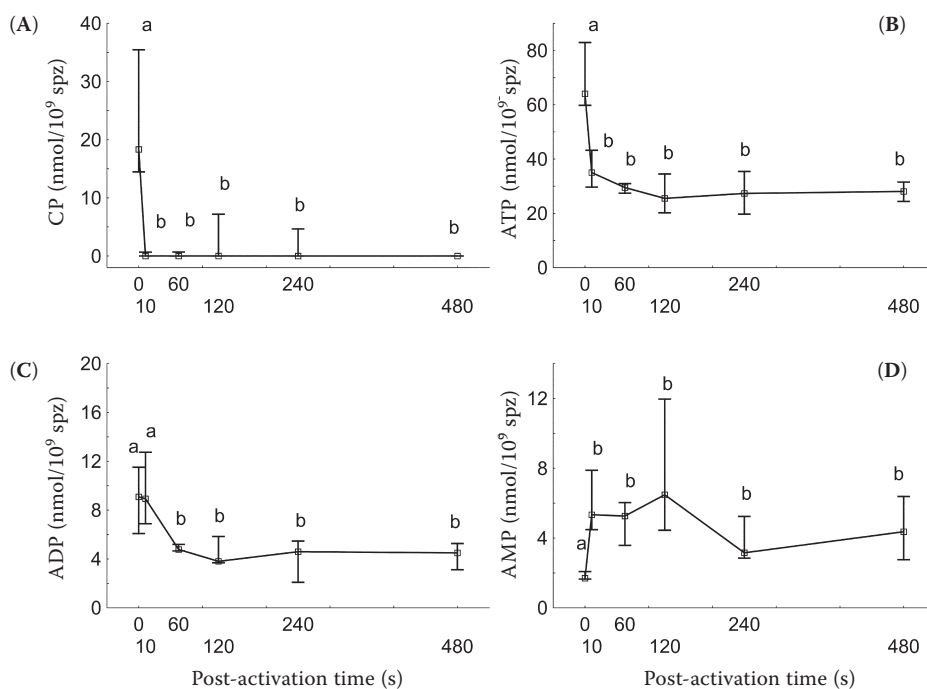 (A)
CP (nmol/10⁹ spz)
40
30
20
10
0
a
b
b
b
b
b
0 60 240
10 120 480
(B)
ATP (nmol/10⁹⁻ spz)
80
60
40
20
0
a
b
b
b
b
b
0 60 240
10 120 480
(C)
ADP (nmol/10⁹ spz)
20
16
12
8
4
0
a
a
b
b
b
b
0 60 240
10 120 480
Post-activation time (s)
(D)
AMP (nmol/10⁹ spz)
12
8
4
0
a
b
b
b
b
b
0 60 240
10 120 480
Post-activation time (s)